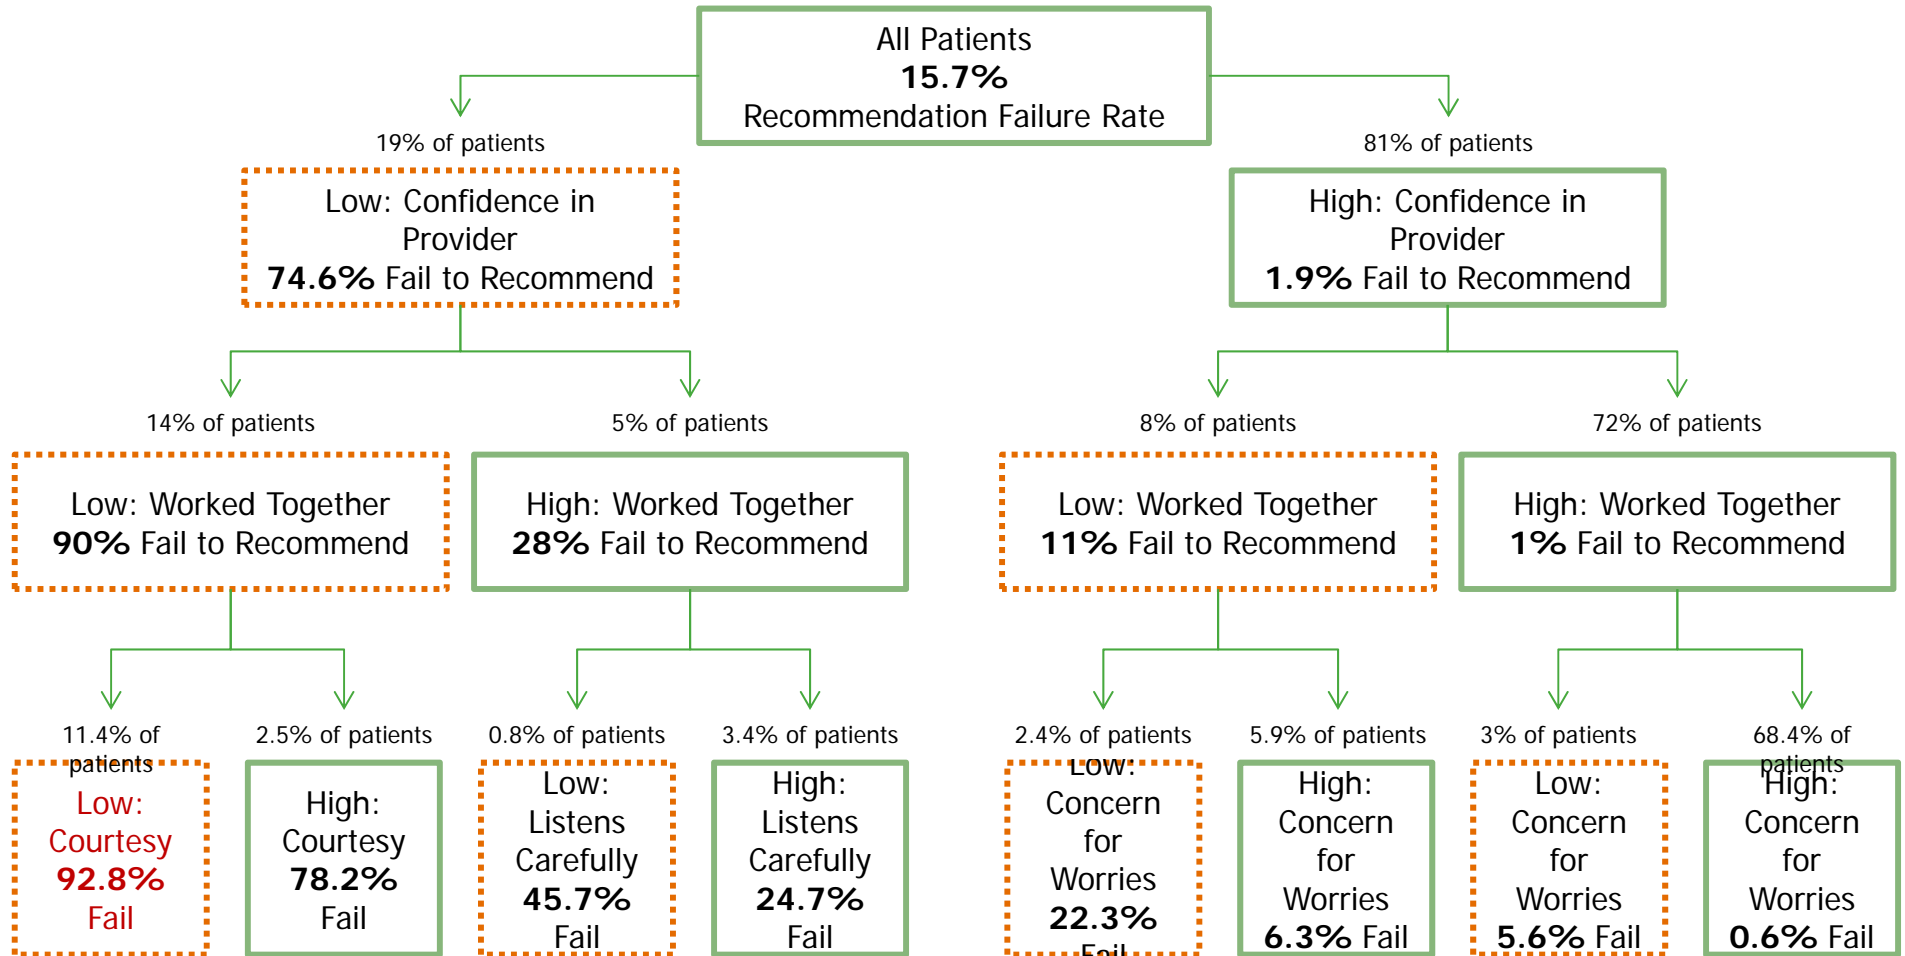 All Patients
15.7%
Recommendation Failure Rate
19% of patients
81% of patients
Low: Confidence in
Provider
74.6% Fail to Recommend
High: Confidence in
Provider
1.9% Fail to Recommend
14% of patients
5% of patients
8% of patients
72% of patients
Low: Worked Together
90% Fail to Recommend
High: Worked Together
28% Fail to Recommend
Low: Worked Together
11% Fail to Recommend
High: Worked Together
1% Fail to Recommend
11.4% of
patients
2.5% of patients
0.8% of patients
3.4% of patients
2.4% of patients
5.9% of patients
3% of patients
68.4% of
patients
Low:
Courtesy
92.8%
Fail
High:
Courtesy
78.2%
Fail
Low:
Listens
Carefully
45.7%
Fail
High:
Listens
Carefully
24.7%
Fail
Low:
Concern
for
Worries
22.3%
Fail
High:
Concern
for
Worries
6.3% Fail
Low:
Concern
for
Worries
5.6% Fail
High:
Concern
for
Worries
0.6% Fail